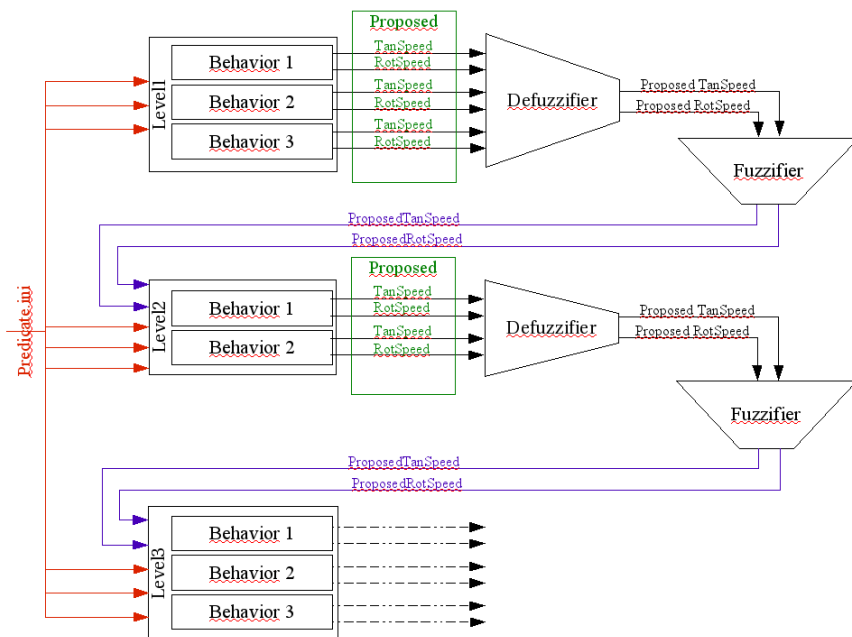 Proposed
Level1
Behavior 1
TanSpeed
RotSpeed
Behavior 2
TanSpeed
RotSpeed
Behavior 3
TanSpeed
RotSpeed
Defuzzifier
Proposed TanSpeed
Proposed RotSpeed
Fuzzifier
ProposedTanSpeed
ProposedRotSpeed
Predicate.ini
Proposed
Level2
Behavior 1
TanSpeed
RotSpeed
Behavior 2
TanSpeed
RotSpeed
Defuzzifier
Proposed TanSpeed
Proposed RotSpeed
Fuzzifier
ProposedTanSpeed
ProposedRotSpeed
Level3
Behavior 1
Behavior 2
Behavior 3